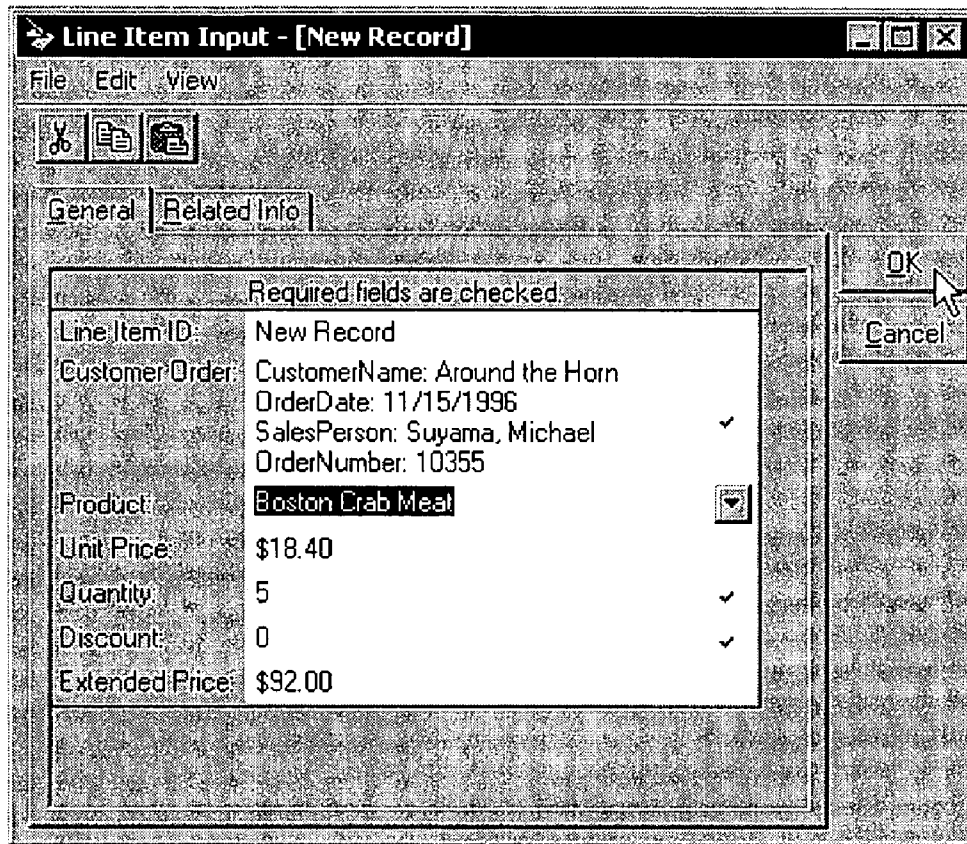 Line Item Input - [New Record]
File Edit View
General Related Info
OK
Cancel
Required fields are checked.
Line Item ID: New Record
Customer Order: CustomerName: Around the Horn
OrderDate: 11/15/1996
SalesPerson: Suyama, Michael
OrderNumber: 10355
Product: Boston Crab Meat
Unit Price: $18.40
Quantity: 5
Discount: 0
Extended Price: $92.00